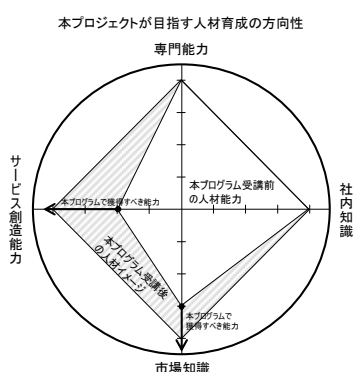 本プロジェクトが目指す人材育成の方向性
専門能力
サービス創造能力
本プログラムで獲得すべき能力
本プログラム受講前
の人材能力
社内知識
本プログラム受講後
の人材イメージ
本プログラムで
獲得すべき能力
市場知識